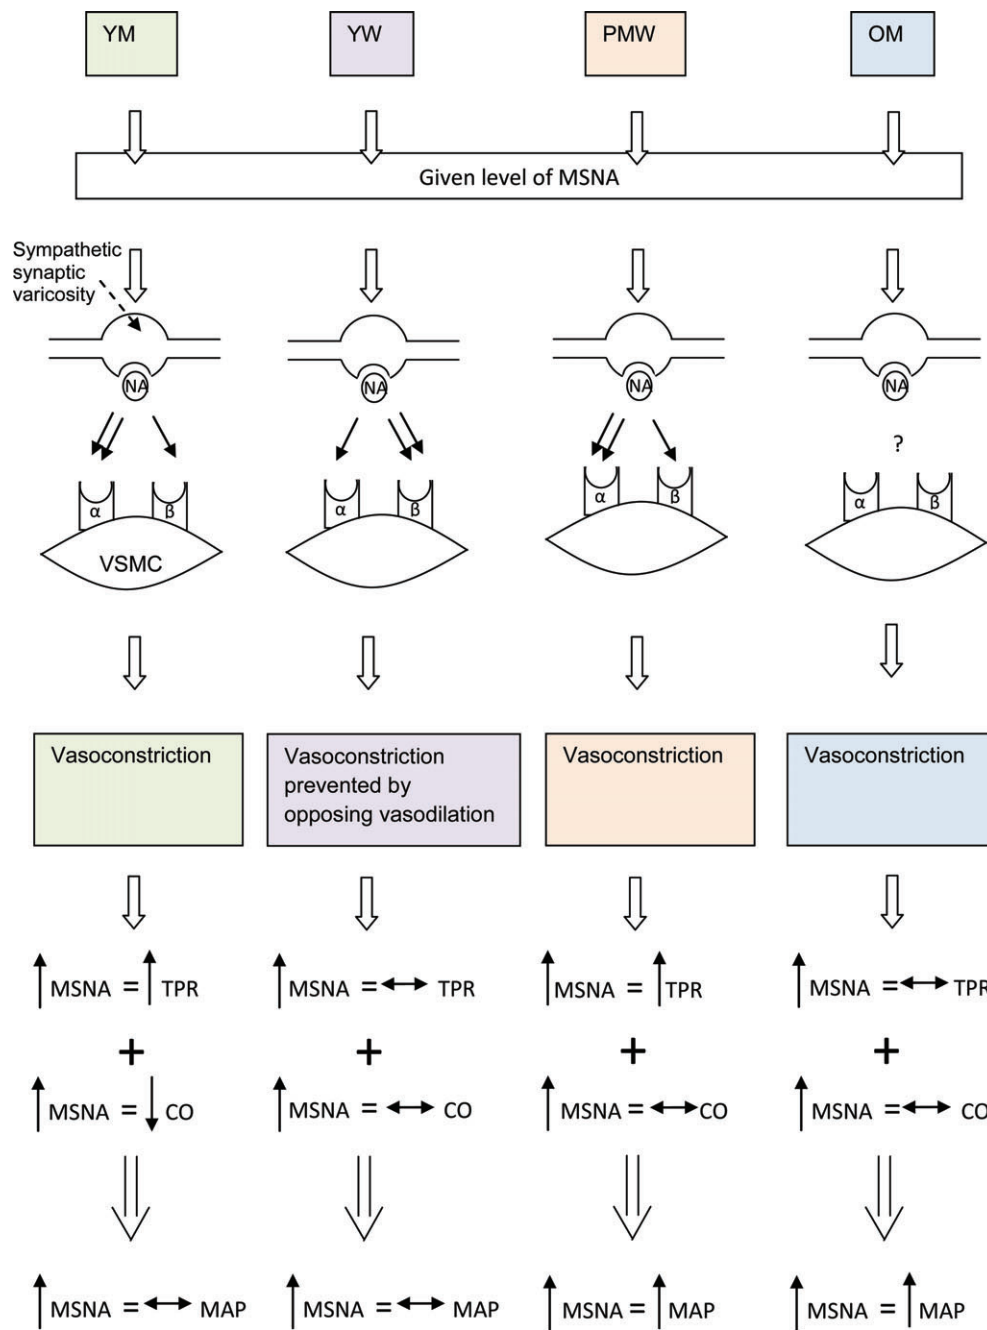 YM YW PMW OM
Given level of MSNA
Sympathetic
synaptic
varicosity
NA NA NA NA
?
α β α β α β α β
VSMC
Vasoconstriction Vasoconstriction Vasoconstriction Vasoconstriction
prevented by
opposing vasodilation
↑MSNA = ↑TPR ↑MSNA = ↔ TPR ↑MSNA = ↑TPR ↑MSNA = ↔ TPR
+ + + +
↑MSNA = ↓CO ↑MSNA = ↔ CO ↑MSNA = ↔CO ↑MSNA = ↔ CO
↑MSNA = ↔ MAP ↑MSNA = ↔ MAP ↑MSNA = ↑MAP ↑MSNA = ↑MAP